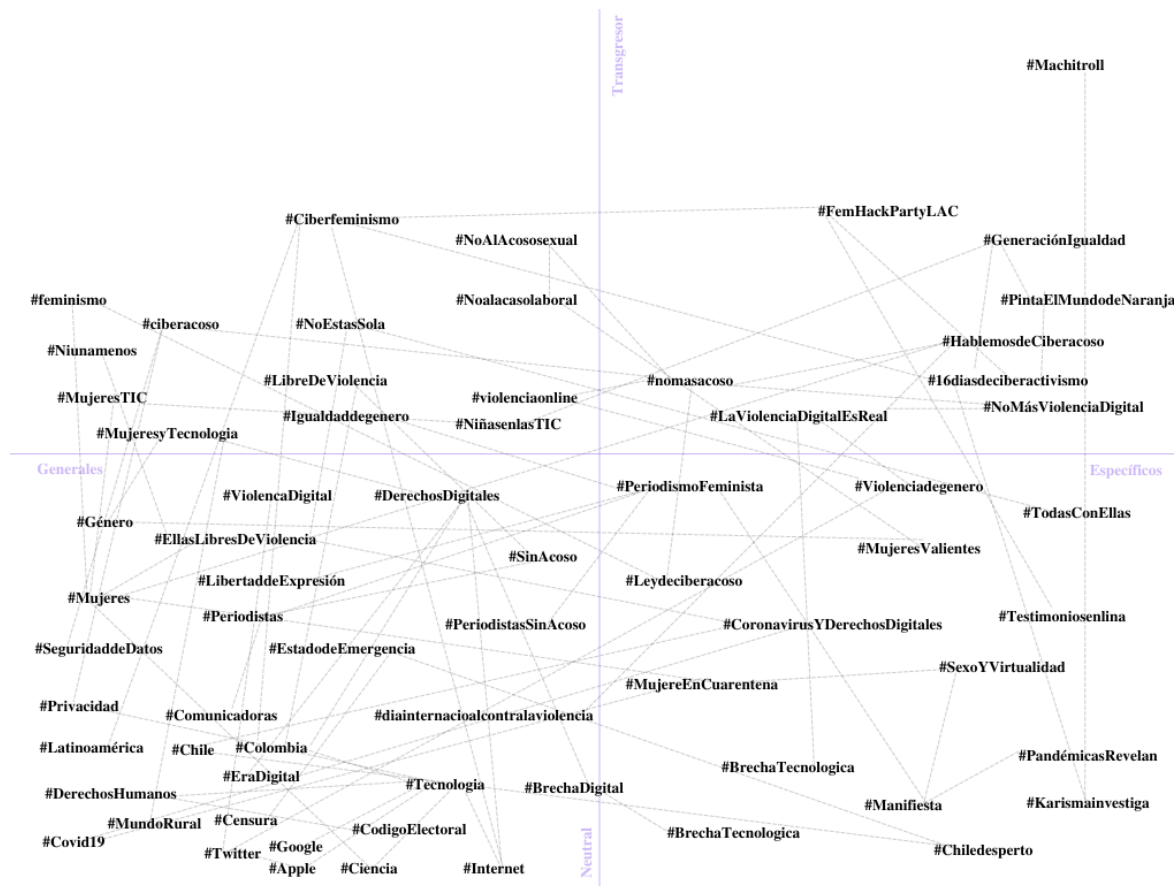 Transgresor
#Machitroll
#Ciberfeminismo
#FemHackPartyLAC
#NoAlAcososexual
#GeneraciónIgualdad
#feminismo
#Noalacasolaboral
#PintaElMundodeNaranja
#ciberacoso
#NoEstasSola
#HablemosdeCiberacoso
#Niunamenos
#LibreDeViolencia
#nomasacoso
#16diasdeciberactivismo
#MujeresTIC
#violenciaonline
#NoMásViolenciaDigital
#Igualdaddegenero
#NiñasenlasTIC
#LaViolenciaDigitalEsReal
#MujeresyTecnologia
Generales
Específicos
#ViolencaDigital
#DerechosDigitales
#PeriodismoFeminista
#Violenciadegenero
#TodasConEllas
#Género
#EllasLibresDeViolencia
#SinAcoso
#MujeresValientes
#LibertaddeExpresión
#Leydeciberacoso
#Mujeres
#Periodistas
#PeriodistasSinAcoso
#CoronavirusYDerechosDigitales
#Testimoniosenlina
#SeguridaddeDatos
#EstadodeEmergencia
#SexoYVirtualidad
#MujereEnCuarentena
#Privacidad
#Comunicadoras
#diainternacioalcontralaviolencia
#Latinoamérica
#Chile
#Colombia
#PandémicasRevelan
#EraDigital
#Tecnologia
#BrechaDigital
#BrechaTecnologica
#DerechosHumanos
#Manifiesta
#Karismainvestiga
#MundoRural
#Censura
#CodigoElectoral
#BrechaTecnologica
#Covid19
#Twitter
#Google
#Chiledesperto
#Apple
#Ciencia
#Internet
Neutral